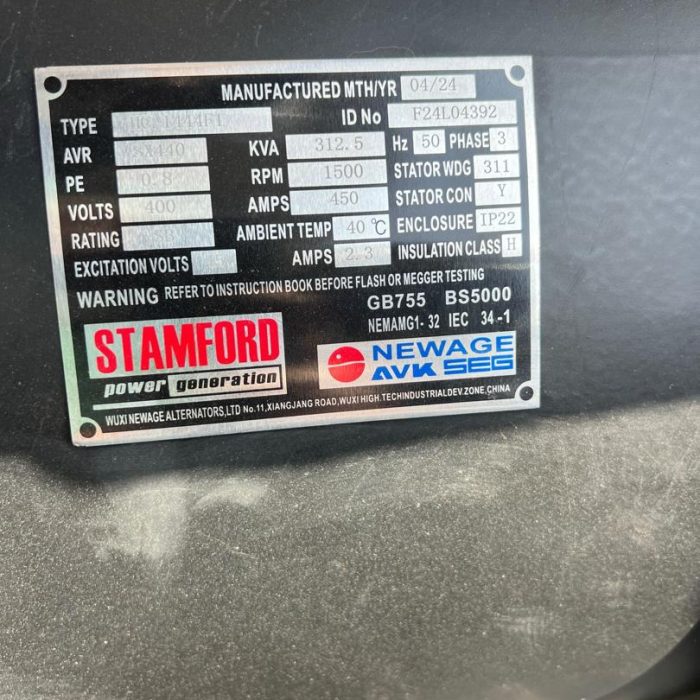 MANUFACTURED MTH/YR 04/24
TYPE ID No F24L04392
AVR SX440 KVA 312.5 Hz 50 PHASE 3
PE 0.8 RPM 1500 STATOR WDG 311
VOLTS 400 AMPS 450 STATOR CON Y
RATING AMBIENT TEMP 40℃ ENCLOSURE IP22
EXCITATION VOLTS AMPS 2.3 INSULATION CLASS H
WARNING REFER TO INSTRUCTION BOOK BEFORE FLASH OR MEGGER TESTING
GB755 BS5000
NEMAMG1- 32 IEC 34 -1
STAMFORD
power generation
NEWAGE
AVK SEG
WUXI NEWAGE ALTERNATORS,LTD No.11,XIANGJANG ROAD,WUXI HIGH.TECHINDUSTRIALDEV.ZONE,CHINA